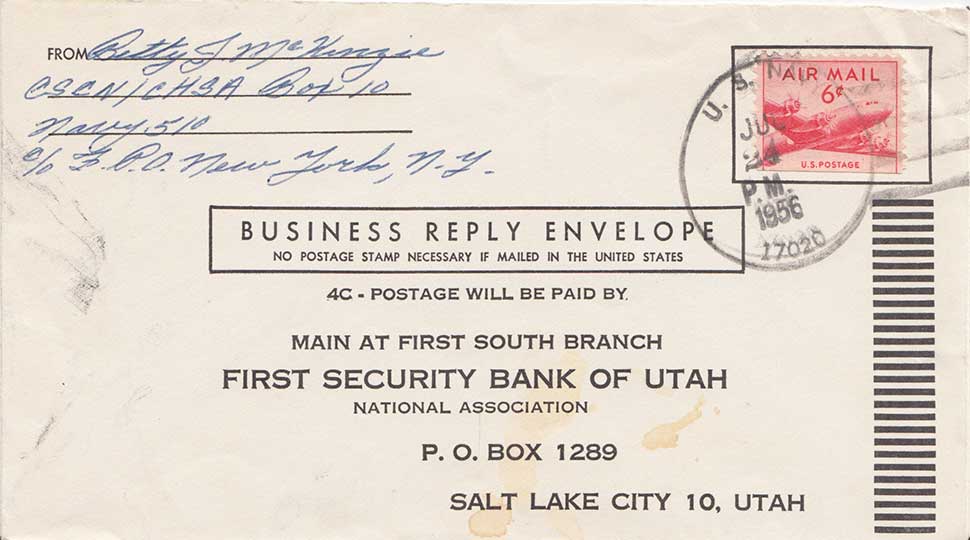 FROM Betty J. McKenzie
CSCN/CHSA Box 10
Navy 510
c/o F.P.O. New York, N.Y.
AIR MAIL
6¢
U.S. POSTAGE
U. S. NAVY
24
P.M.
1956
17020
BUSINESS REPLY ENVELOPE
NO POSTAGE STAMP NECESSARY IF MAILED IN THE UNITED STATES
4C - POSTAGE WILL BE PAID BY
MAIN AT FIRST SOUTH BRANCH
FIRST SECURITY BANK OF UTAH
NATIONAL ASSOCIATION
P. O. BOX 1289
SALT LAKE CITY 10, UTAH